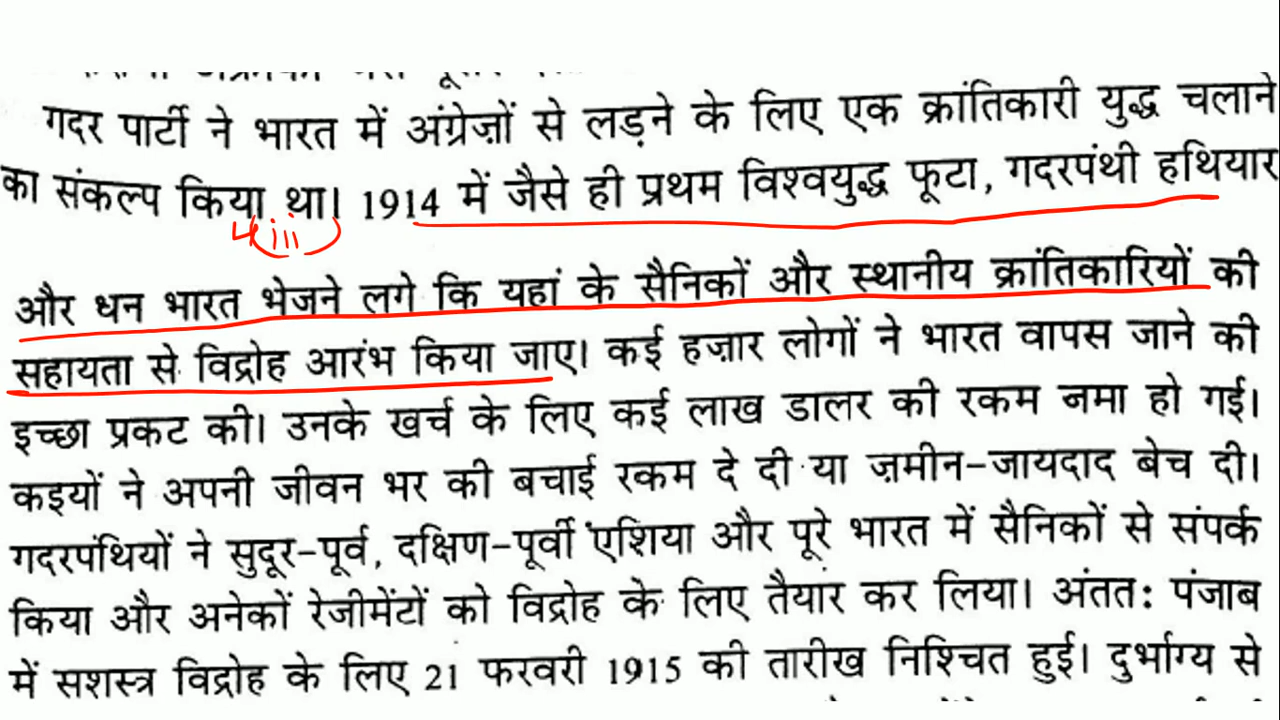 गदर पार्टी ने भारत में अंग्रेज़ों से लड़ने के लिए एक क्रांतिकारी युद्ध चलाने
का संकल्प किया था। 1914 में जैसे ही प्रथम विश्वयुद्ध फूटा, गदरपंथी हथियार
iii
और धन भारत भेजने लगे कि यहां के सैनिकों और स्थानीय क्रांतिकारियों की
सहायता से विद्रोह आरंभ किया जाए। कई हज़ार लोगों ने भारत वापस जाने की
इच्छा प्रकट की। उनके खर्च के लिए कई लाख डालर की रकम जमा हो गई।
कइयों ने अपनी जीवन भर की बचाई रकम दे दी या ज़मीन-जायदाद बेच दी।
गदरपंथियों ने सुदूर-पूर्व, दक्षिण-पूर्वी एशिया और पूरे भारत में सैनिकों से संपर्क
किया और अनेकों रेजीमेंटों को विद्रोह के लिए तैयार कर लिया। अंतत: पंजाब
में सशस्त्र विद्रोह के लिए 21 फरवरी 1915 की तारीख निश्चित हुई। दुर्भाग्य से